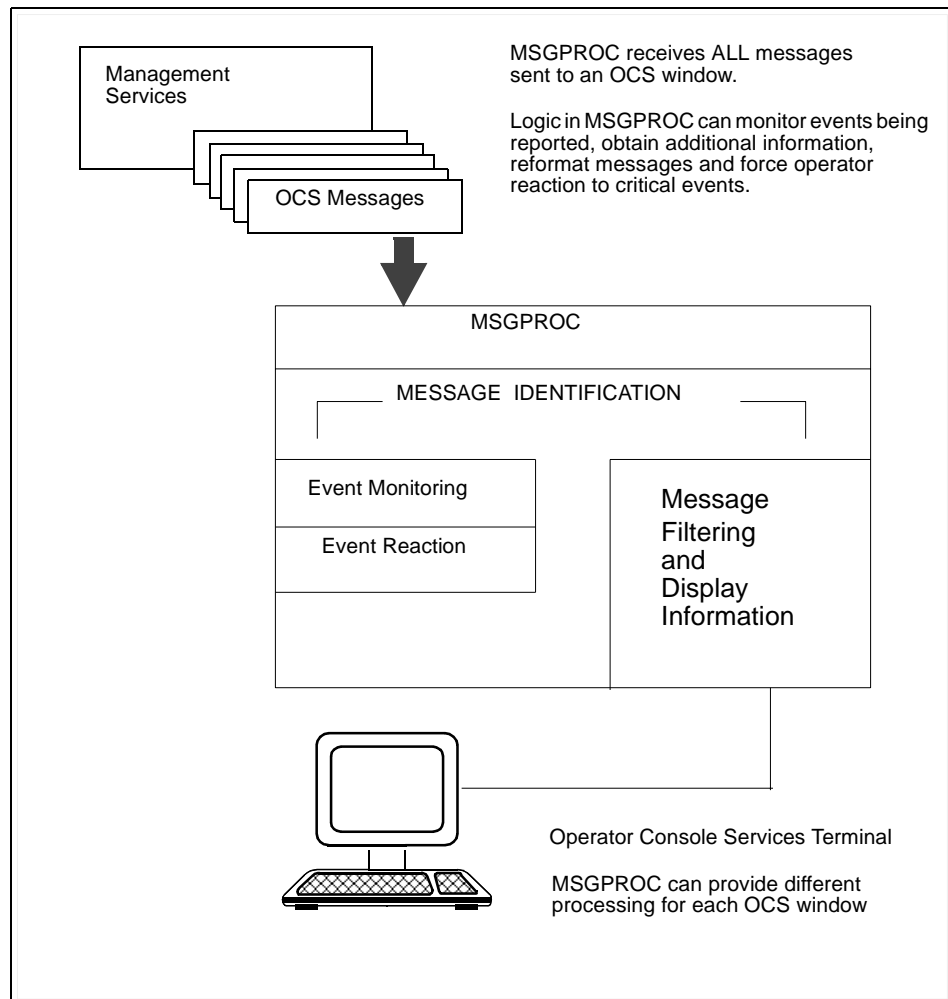 Management
Services
OCS Messages
MSGPROC receives ALL messages
sent to an OCS window.
Logic in MSGPROC can monitor events being
reported, obtain additional information,
reformat messages and force operator
reaction to critical events.
MSGPROC
MESSAGE IDENTIFICATION
Event Monitoring
Event Reaction
Message
Filtering
and
Display
Information
Operator Console Services Terminal
MSGPROC can provide different
processing for each OCS window